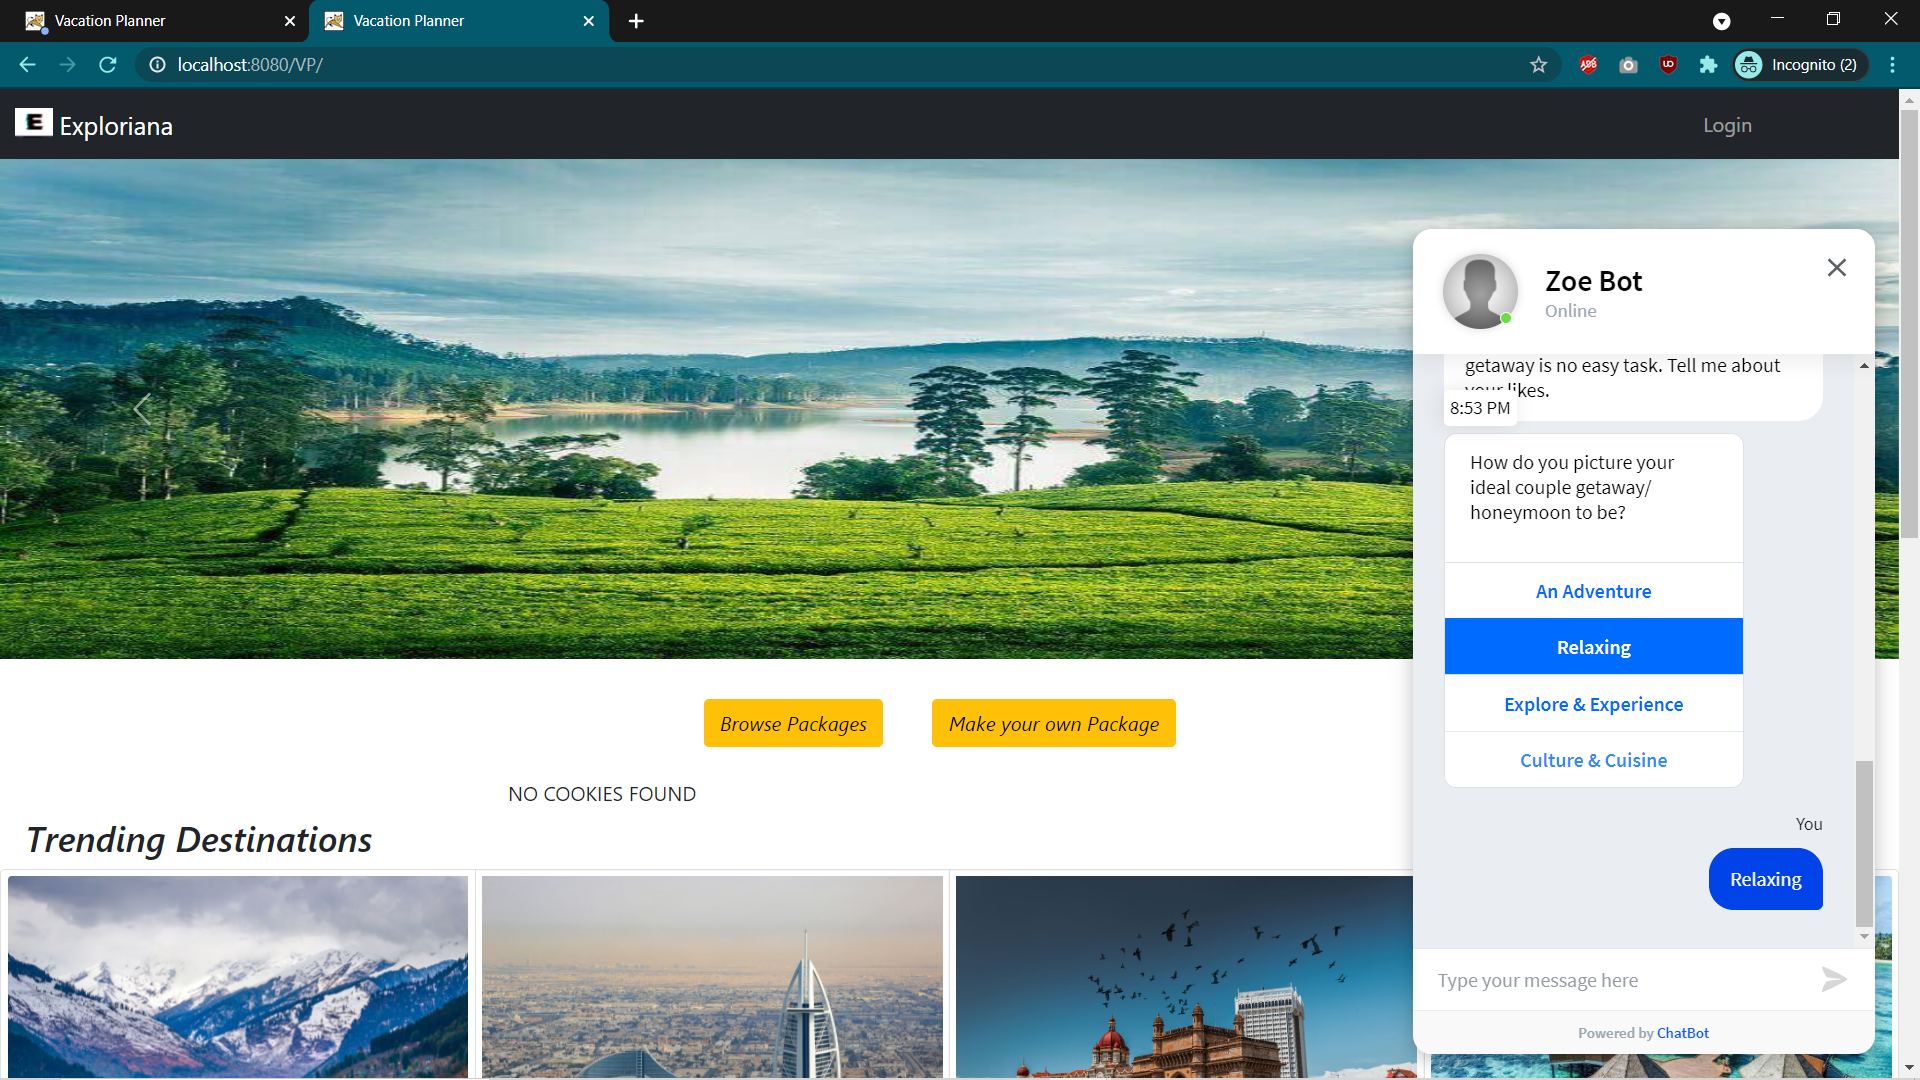 Vacation Planner
Vacation Planner
localhost:8080/VP/
Incognito (2)
E Exploriana
Login
Zoe Bot
Online
getaway is no easy task. Tell me about
your likes.
8:53 PM
How do you picture your
ideal couple getaway/
honeymoon to be?
An Adventure
Relaxing
Explore & Experience
Culture & Cuisine
You
Relaxing
Type your message here
Powered by ChatBot
Browse Packages
Make your own Package
NO COOKIES FOUND
Trending Destinations